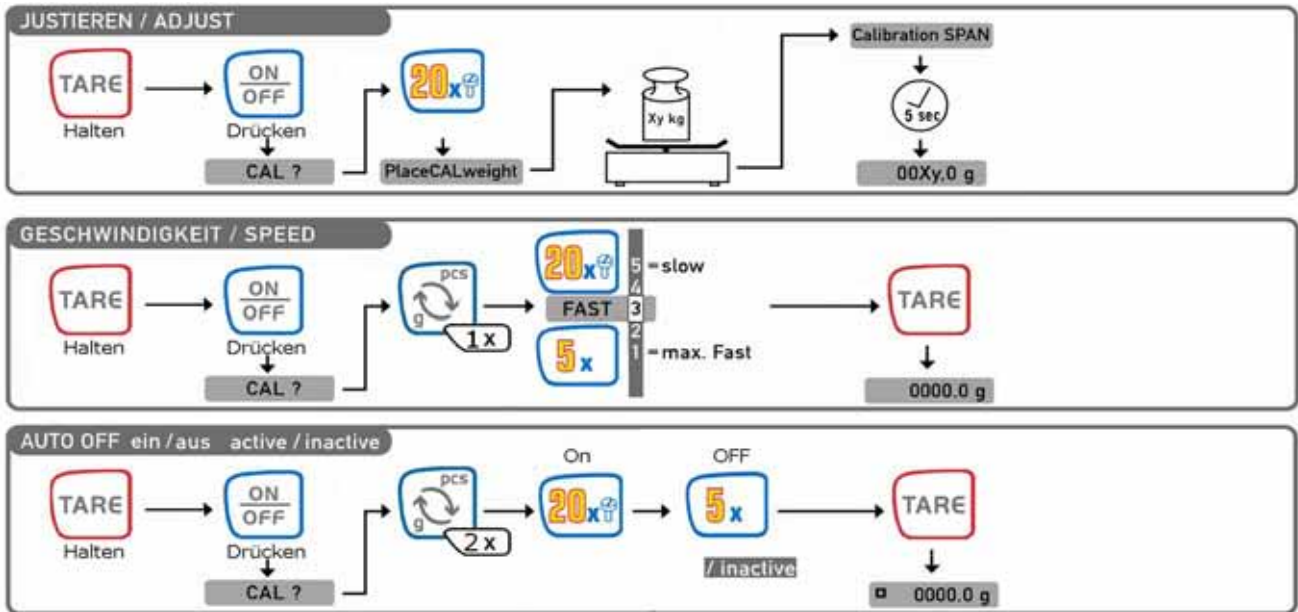 JUSTIEREN / ADJUST
TARE
Halten
ON
OFF
Drücken
CAL ?
20x
PlaceCALweight
Xy kg
Calibration SPAN
5 sec
00Xy,0 g
GESCHWINDIGKEIT / SPEED
TARE
Halten
ON
OFF
Drücken
CAL ?
pcs
g
1x
20x
FAST
5x
5 =slow
4
3
2
1 =max. Fast
TARE
0000.0 g
AUTO OFF ein/aus active/inactive
TARE
Halten
ON
OFF
Drücken
CAL ?
pcs
g
2x
On
20x
OFF
5x
/ inactive
TARE
0000.0 g